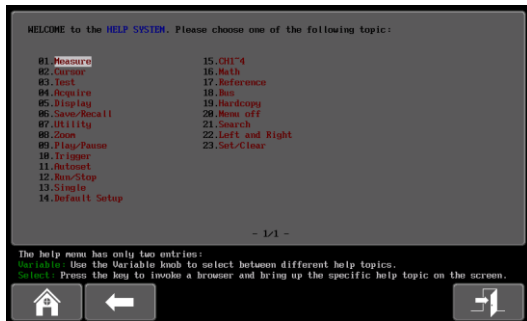 WELCOME to the HELP SYSTEM. Please choose one of the following topic:
01.Measure
02.Cursor
03.Test
04.Acquire
05.Display
06.Save/Recall
07.Utility
08.Zoom
09.Play/Pause
10.Trigger
11.Autoset
12.Run/Stop
13.Single
14.Default Setup
15.CH1~4
16.Math
17.Reference
18.Bus
19.Hardcopy
20.Menu off
21.Search
22.Left and Right
23.Set/Clear
- 1/1 -
The help menu has only two entries:
Variable: Use the Variable knob to select between different help topics.
Select: Press the key to invoke a browser and bring up the specific help topic on the screen.